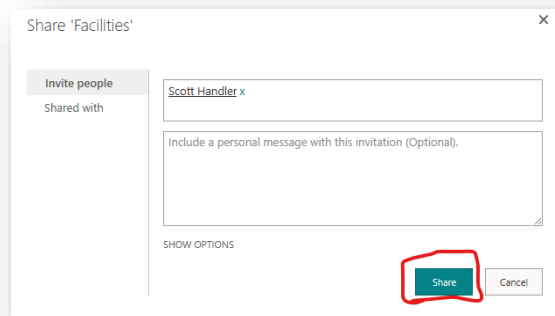 Share 'Facilities'
Invite people
Shared with
Scott Handler x
Include a personal message with this invitation (Optional).
SHOW OPTIONS
Share
Cancel